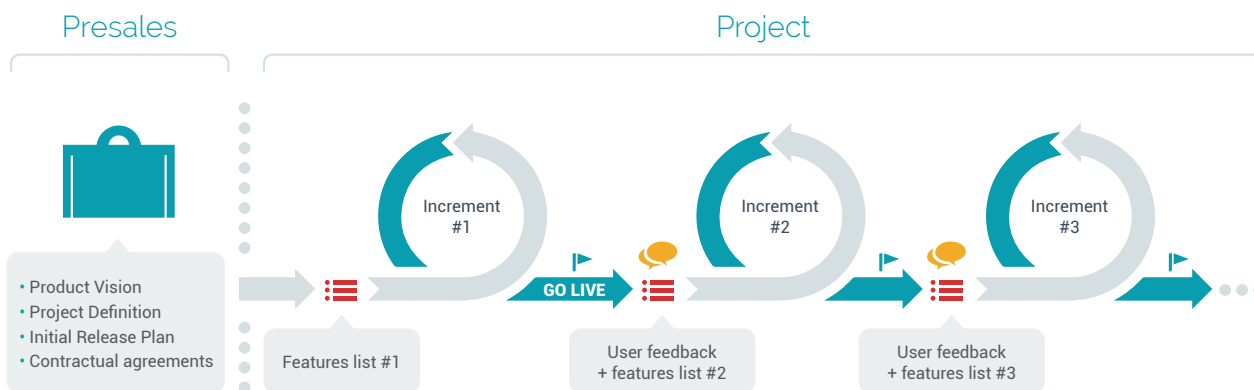 Presales
Project
• Product Vision
• Project Definition
• Initial Release Plan
• Contractual agreements
Features list #1
Increment
#1
GO LIVE
User feedback
+ features list #2
Increment
#2
User feedback
+ features list #3
Increment
#3